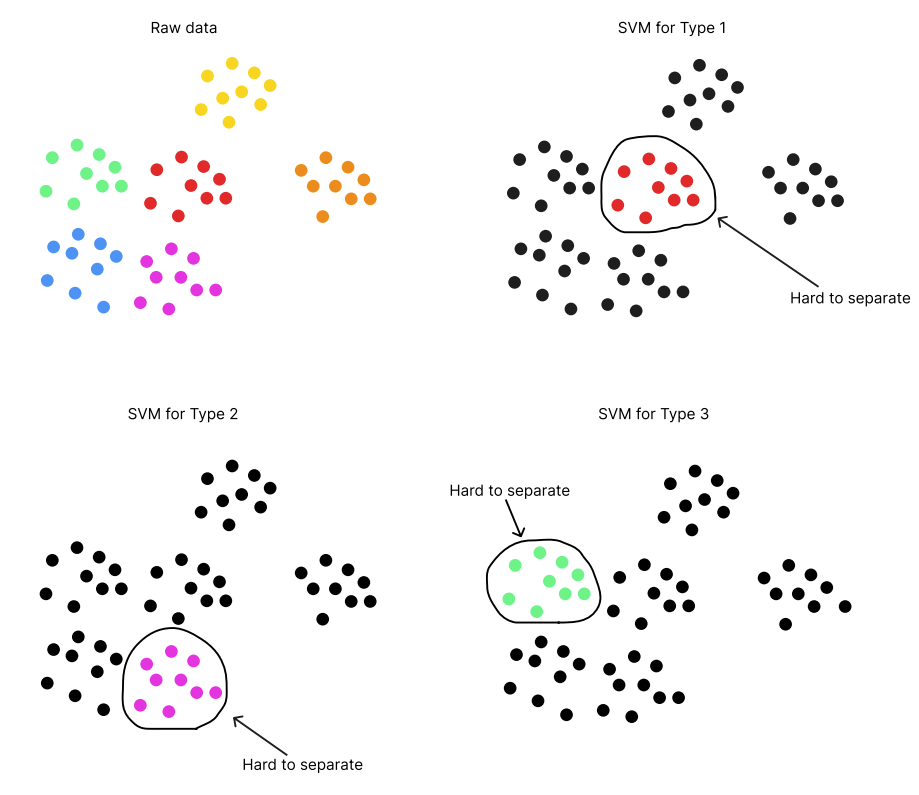 Raw data
SVM for Type 1
Hard to separate
SVM for Type 2
SVM for Type 3
Hard to separate
Hard to separate